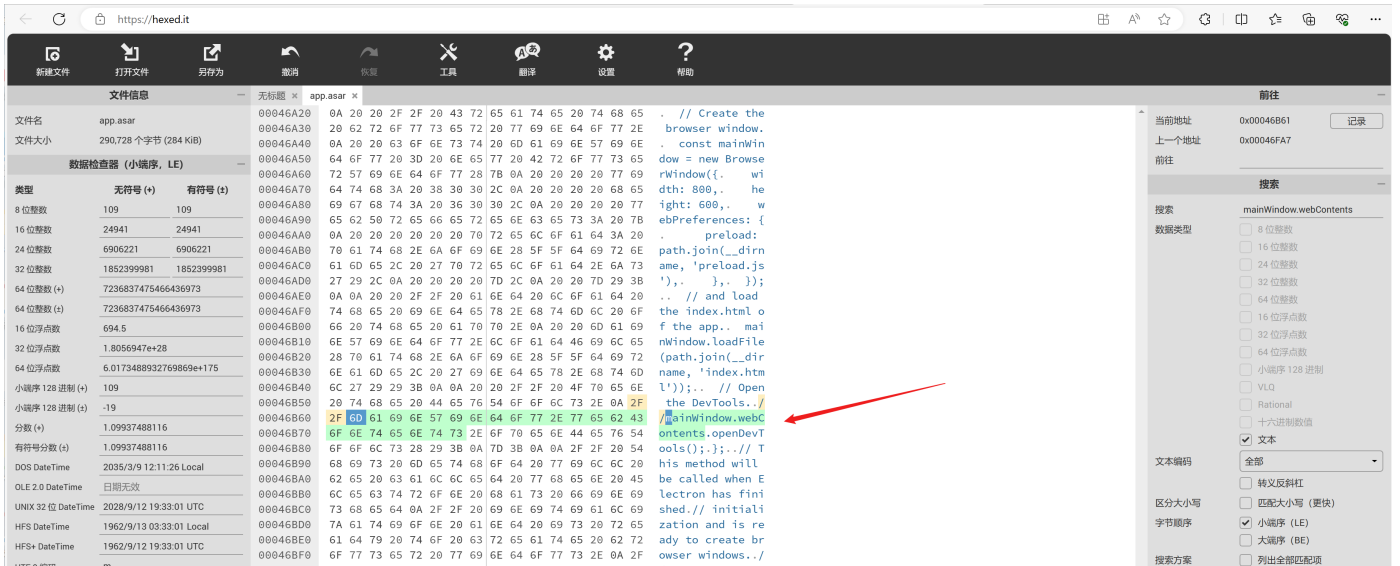 https://hexed.it
新建文件 打开文件 另存为 撤消 恢复 工具 翻译 设置 帮助
文件信息
文件名 app.asar
文件大小 290,728 个字节 (284 KiB)
数据检查器（小端序，LE）
类型 无符号 (+) 有符号 (±)
8 位整数 109 109
16 位整数 24941 24941
24 位整数 6906221 6906221
32 位整数 1852399981 1852399981
64 位整数 (+) 7236837475466436973
64 位整数 (±) 7236837475466436973
16 位浮点数 694.5
32 位浮点数 1.8056947e+28
64 位浮点数 6.0173488932769869e+175
小端序 128 进制 (+) 109
小端序 128 进制 (±) -19
分数 (+) 1.09937488116
有符号分数 (±) 1.09937488116
DOS DateTime 2035/3/9 12:11:26 Local
OLE 2.0 DateTime 日期无效
UNIX 32 位 DateTime 2028/9/12 19:33:01 UTC
HFS DateTime 1962/9/13 03:33:01 Local
HFS+ DateTime 1962/9/12 19:33:01 UTC
无标题 × app.asar ×
00046A20 0A 20 20 2F 2F 20 43 72 65 61 74 65 20 74 68 65 .  // Create the
00046A30 20 62 72 6F 77 73 65 72 20 77 69 6E 64 6F 77 2E  browser window.
00046A40 0A 20 20 63 6F 6E 73 74 20 6D 61 69 6E 57 69 6E .  const mainWin
00046A50 64 6F 77 20 3D 20 6E 65 77 20 42 72 6F 77 73 65 dow = new Browse
00046A60 72 57 69 6E 64 6F 77 28 7B 0A 20 20 20 20 77 69 rWindow({.    wi
00046A70 64 74 68 3A 20 38 30 30 2C 0A 20 20 20 20 68 65 dth: 800,.    he
00046A80 69 67 68 74 3A 20 36 30 30 2C 0A 20 20 20 20 77 ight: 600,.    w
00046A90 65 62 50 72 65 66 65 72 65 6E 63 65 73 3A 20 7B ebPreferences: {
00046AA0 0A 20 20 20 20 20 20 70 72 65 6C 6F 61 64 3A 20 .      preload: 
00046AB0 70 61 74 68 2E 6A 6F 69 6E 28 5F 5F 64 69 72 6E path.join(__dirn
00046AC0 61 6D 65 2C 20 27 70 72 65 6C 6F 61 64 2E 6A 73 ame, 'preload.js
00046AD0 27 29 2C 0A 20 20 20 20 7D 2C 0A 20 20 7D 29 3B '),.    },.  });
00046AE0 0A 0A 20 20 2F 2F 20 61 6E 64 20 6C 6F 61 64 20 ..  // and load 
00046AF0 74 68 65 20 69 6E 64 65 78 2E 68 74 6D 6C 20 6F the index.html o
00046B00 66 20 74 68 65 20 61 70 70 2E 0A 20 20 6D 61 69 f the app..  mai
00046B10 6E 57 69 6E 64 6F 77 2E 6C 6F 61 64 46 69 6C 65 nWindow.loadFile
00046B20 28 70 61 74 68 2E 6A 6F 69 6E 28 5F 5F 64 69 72 (path.join(__dir
00046B30 6E 61 6D 65 2C 20 27 69 6E 64 65 78 2E 68 74 6D name, 'index.htm
00046B40 6C 27 29 29 3B 0A 0A 20 20 2F 2F 20 4F 70 65 6E l'));..  // Open
00046B50 20 74 68 65 20 44 65 76 54 6F 6F 6C 73 2E 0A 2F  the DevTools../
00046B60 2F 6D 61 69 6E 57 69 6E 64 6F 77 2E 77 65 62 43 /mainWindow.webC
00046B70 6F 6E 74 65 6E 74 73 2E 6F 70 65 6E 44 65 76 54 ontents.openDevT
00046B80 6F 6F 6C 73 28 29 3B 0A 7D 3B 0A 0A 2F 2F 20 54 ools();.};..// T
00046B90 68 69 73 20 6D 65 74 68 6F 64 20 77 69 6C 6C 20 his method will 
00046BA0 62 65 20 63 61 6C 6C 65 64 20 77 68 65 6E 20 45 be called when E
00046BB0 6C 65 63 74 72 6F 6E 20 68 61 73 20 66 69 6E 69 lectron has fini
00046BC0 73 68 65 64 0A 2F 2F 20 69 6E 69 74 69 61 6C 69 shed.// initiali
00046BD0 7A 61 74 69 6F 6E 20 61 6E 64 20 69 73 20 72 65 zation and is re
00046BE0 61 64 79 20 74 6F 20 63 72 65 61 74 65 20 62 72 ady to create br
00046BF0 6F 77 73 65 72 20 77 69 6E 64 6F 77 73 2E 0A 2F owser windows../
前往
当前地址 0x00046B61 记录
上一个地址 0x00046FA7
前往
搜索
搜索 mainWindow.webContents
数据类型 8 位整数
16 位整数
24 位整数
32 位整数
64 位整数
16 位浮点数
32 位浮点数
64 位浮点数
小端序 128 进制
VLQ
Rational
十六进制数值
文本
文本编码 全部
转义反斜杠
区分大小写 匹配大小写（更快）
字节顺序 小端序（LE）
大端序（BE）
搜索方案 列出全部匹配项